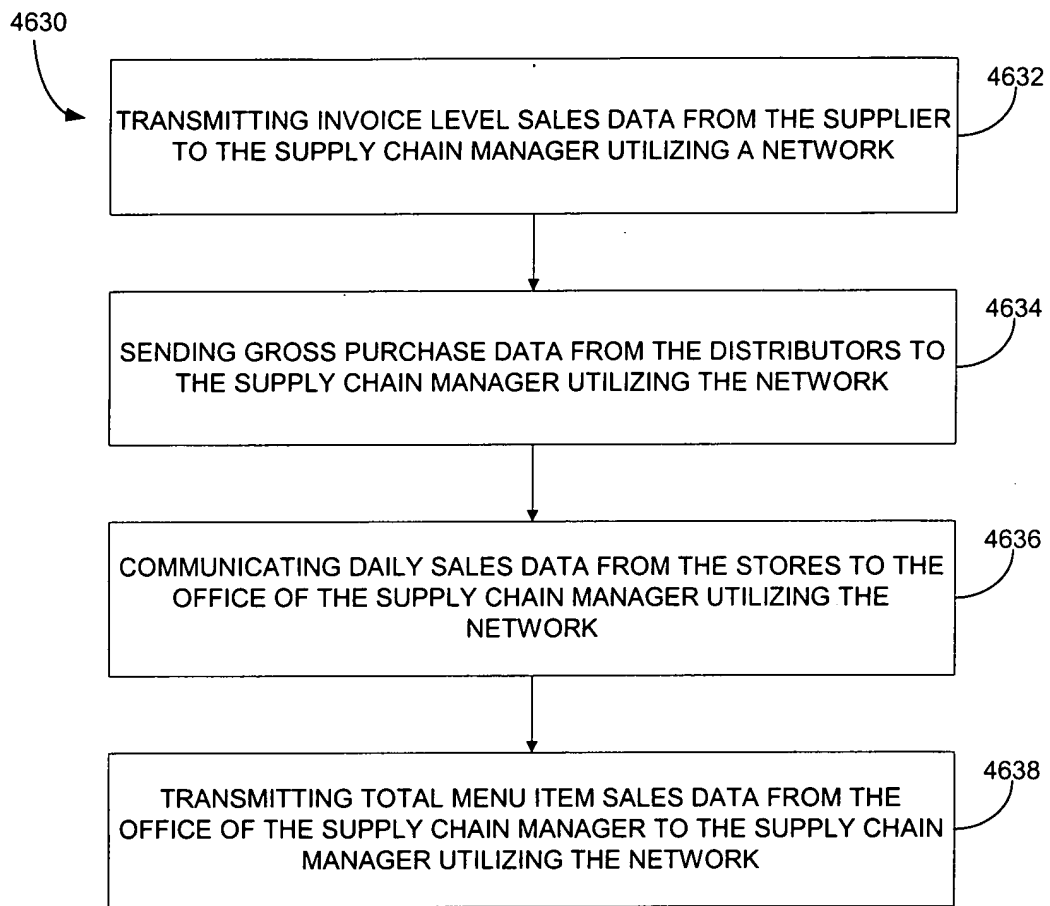 4630
4632
TRANSMITTING INVOICE LEVEL SALES DATA FROM THE SUPPLIER
TO THE SUPPLY CHAIN MANAGER UTILIZING A NETWORK
4634
SENDING GROSS PURCHASE DATA FROM THE DISTRIBUTORS TO
THE SUPPLY CHAIN MANAGER UTILIZING THE NETWORK
4636
COMMUNICATING DAILY SALES DATA FROM THE STORES TO THE
OFFICE OF THE SUPPLY CHAIN MANAGER UTILIZING THE
NETWORK
4638
TRANSMITTING TOTAL MENU ITEM SALES DATA FROM THE
OFFICE OF THE SUPPLY CHAIN MANAGER TO THE SUPPLY CHAIN
MANAGER UTILIZING THE NETWORK